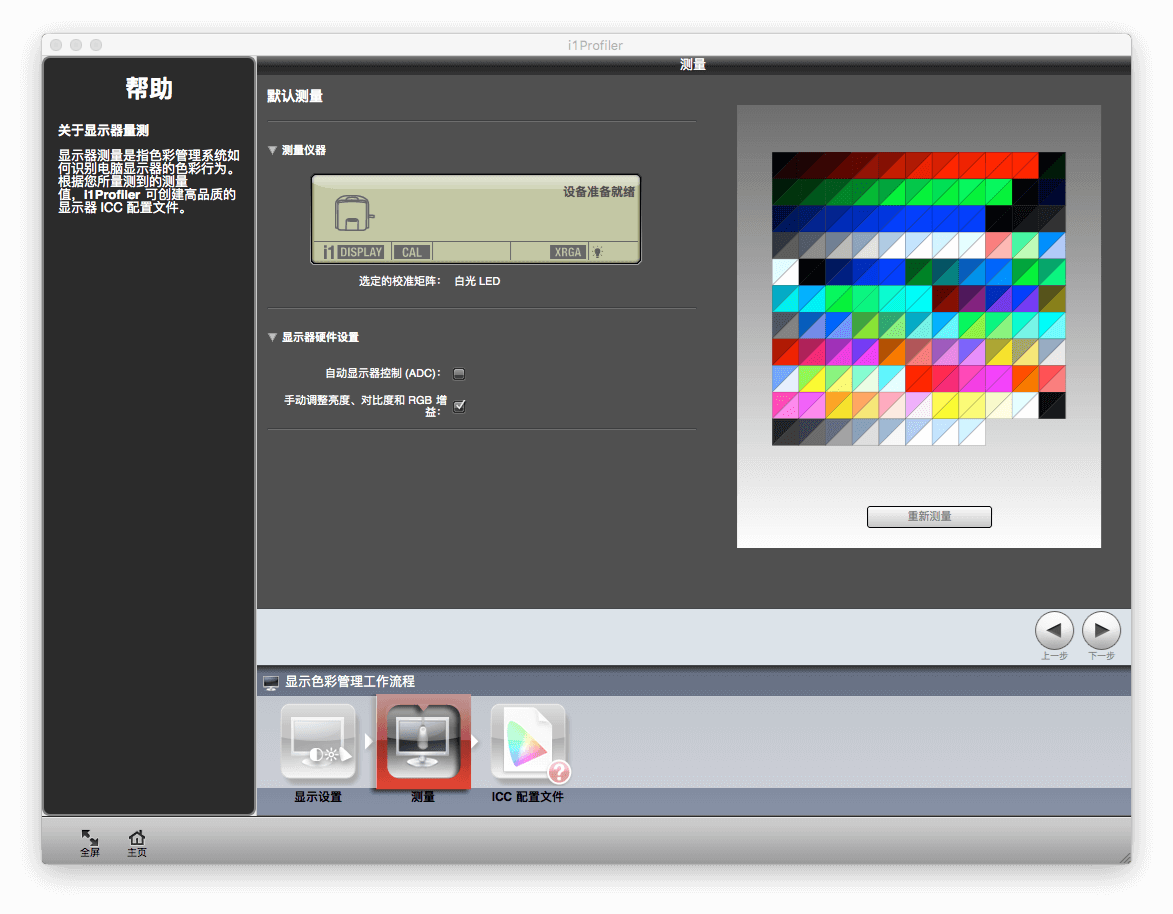 i1Profiler
帮助
关于显示器量测
显示器测量是指色彩管理系统如
何识别电脑显示器的色彩行为。
根据您所量测到的测量
值，i1Profiler 可创建高品质的
显示器 ICC 配置文件。
测量
默认测量
测量仪器
设备准备就绪
i1 DISPLAY CAL XRGA
选定的校准矩阵： 白光 LED
显示器硬件设置
自动显示器控制 (ADC)：
手动调整亮度、对比度和 RGB 增
益：
重新测量
上一步 下一步
显示色彩管理工作流程
?
显示设置 测量 ICC 配置文件
全屏 主页